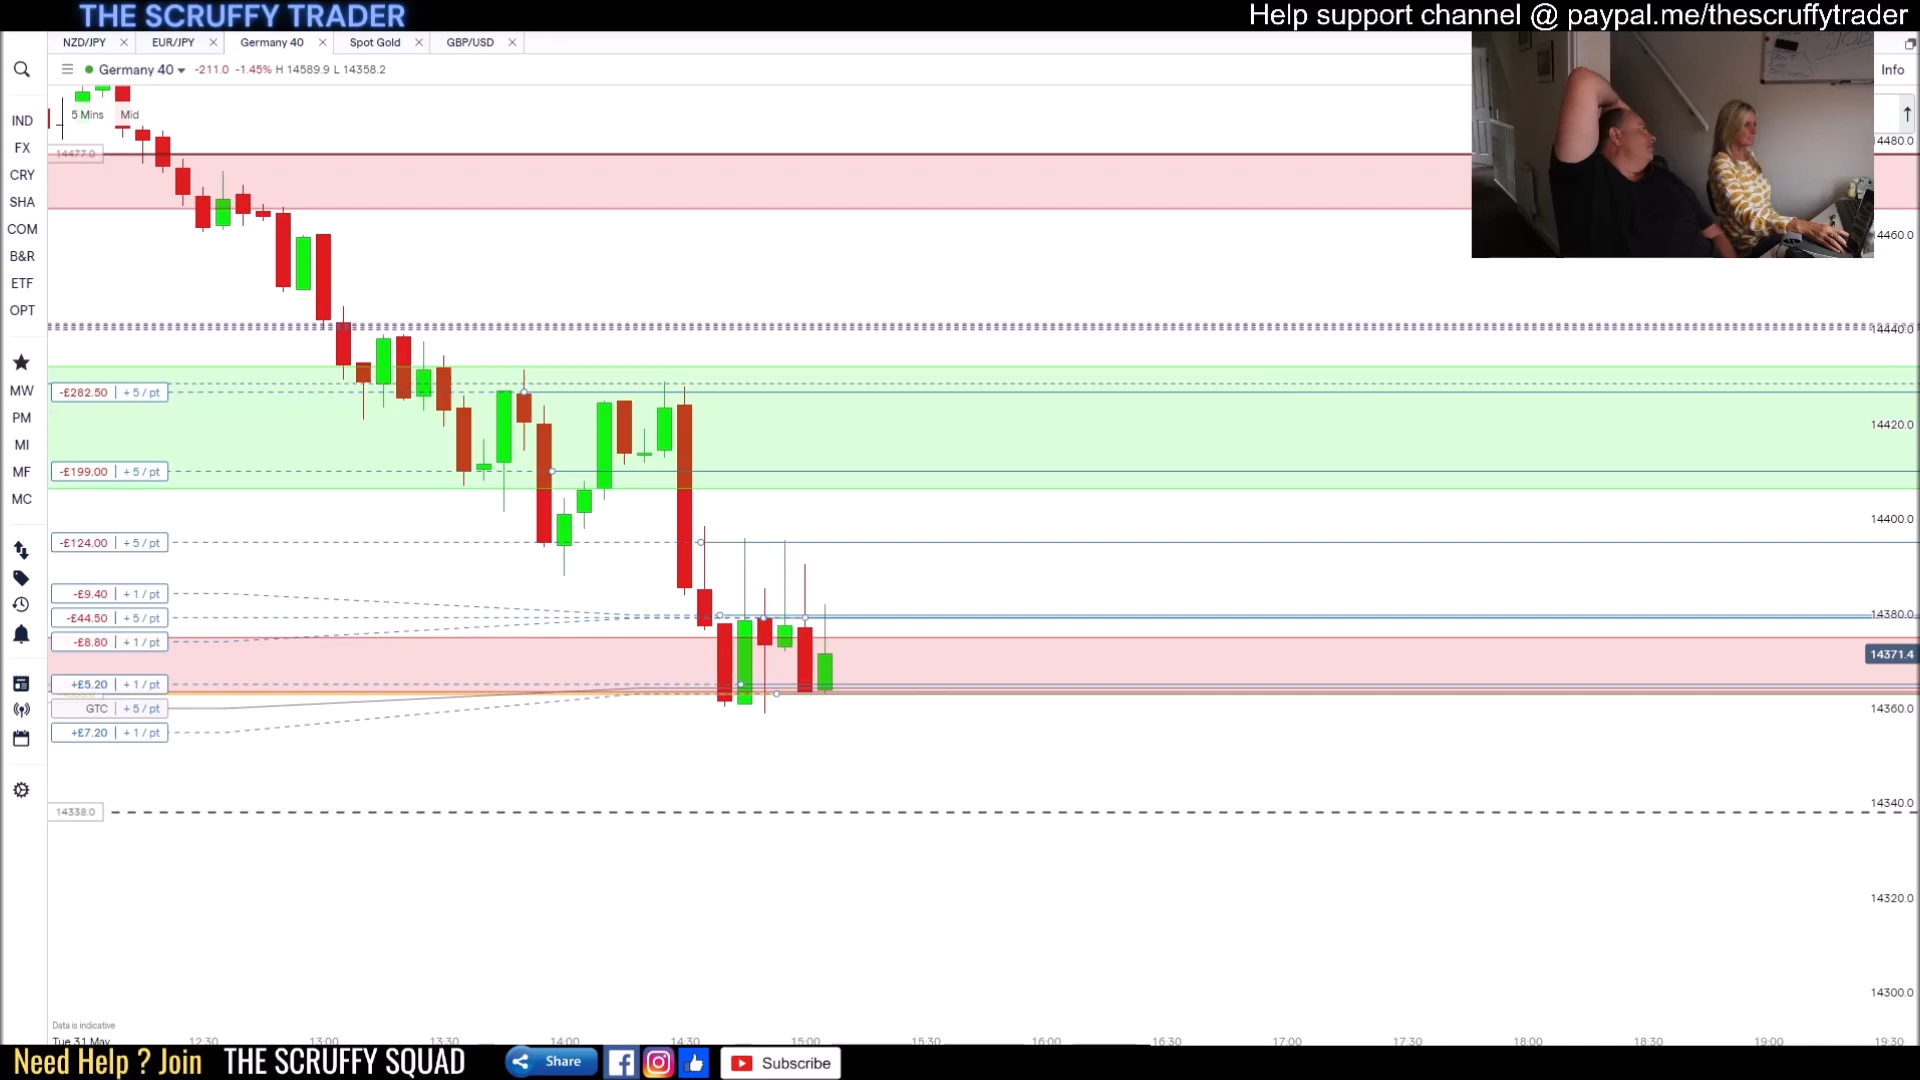 THE SCRUFFY TRADER
Help support channel @ paypal.me/thescruffytrader
NZD/JPY
EUR/JPY
Germany 40
Spot Gold
GBP/USD
Germany 40 -211.0 -1.45% H 14589.9 L 14358.2
Info
5 Mins Mid
IND
FX
CRY
SHA
COM
B&R
ETF
OPT
MW
PM
MI
MF
MC
14477.0
-£282.50 | + 5 / pt
-£199.00 | + 5 / pt
-£124.00 | + 5 / pt
-£9.40 | + 1 / pt
-£44.50 | + 5 / pt
-£8.80 | + 1 / pt
+£5.20 | + 1 / pt
GTC | + 5 / pt
+£7.20 | + 1 / pt
14338.0
14480.0
14460.0
14440.0
14420.0
14400.0
14380.0
14371.4
14360.0
14340.0
14320.0
14300.0
Data is indicative
Tue 31 May 12:30 13:00 13:30 14:00 14:30 15:00 15:30 16:00 16:30 17:00 17:30 18:00 18:30 19:00 19:30
Need Help ? Join THE SCRUFFY SQUAD
Share
Subscribe